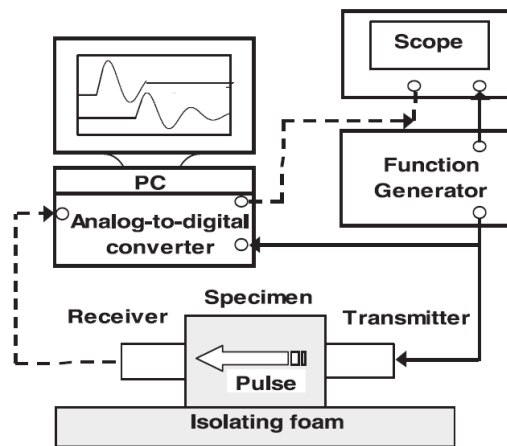 Scope
Function
Generator
PC
Analog-to-digital
converter
Specimen
Receiver
Transmitter
Pulse
Isolating foam